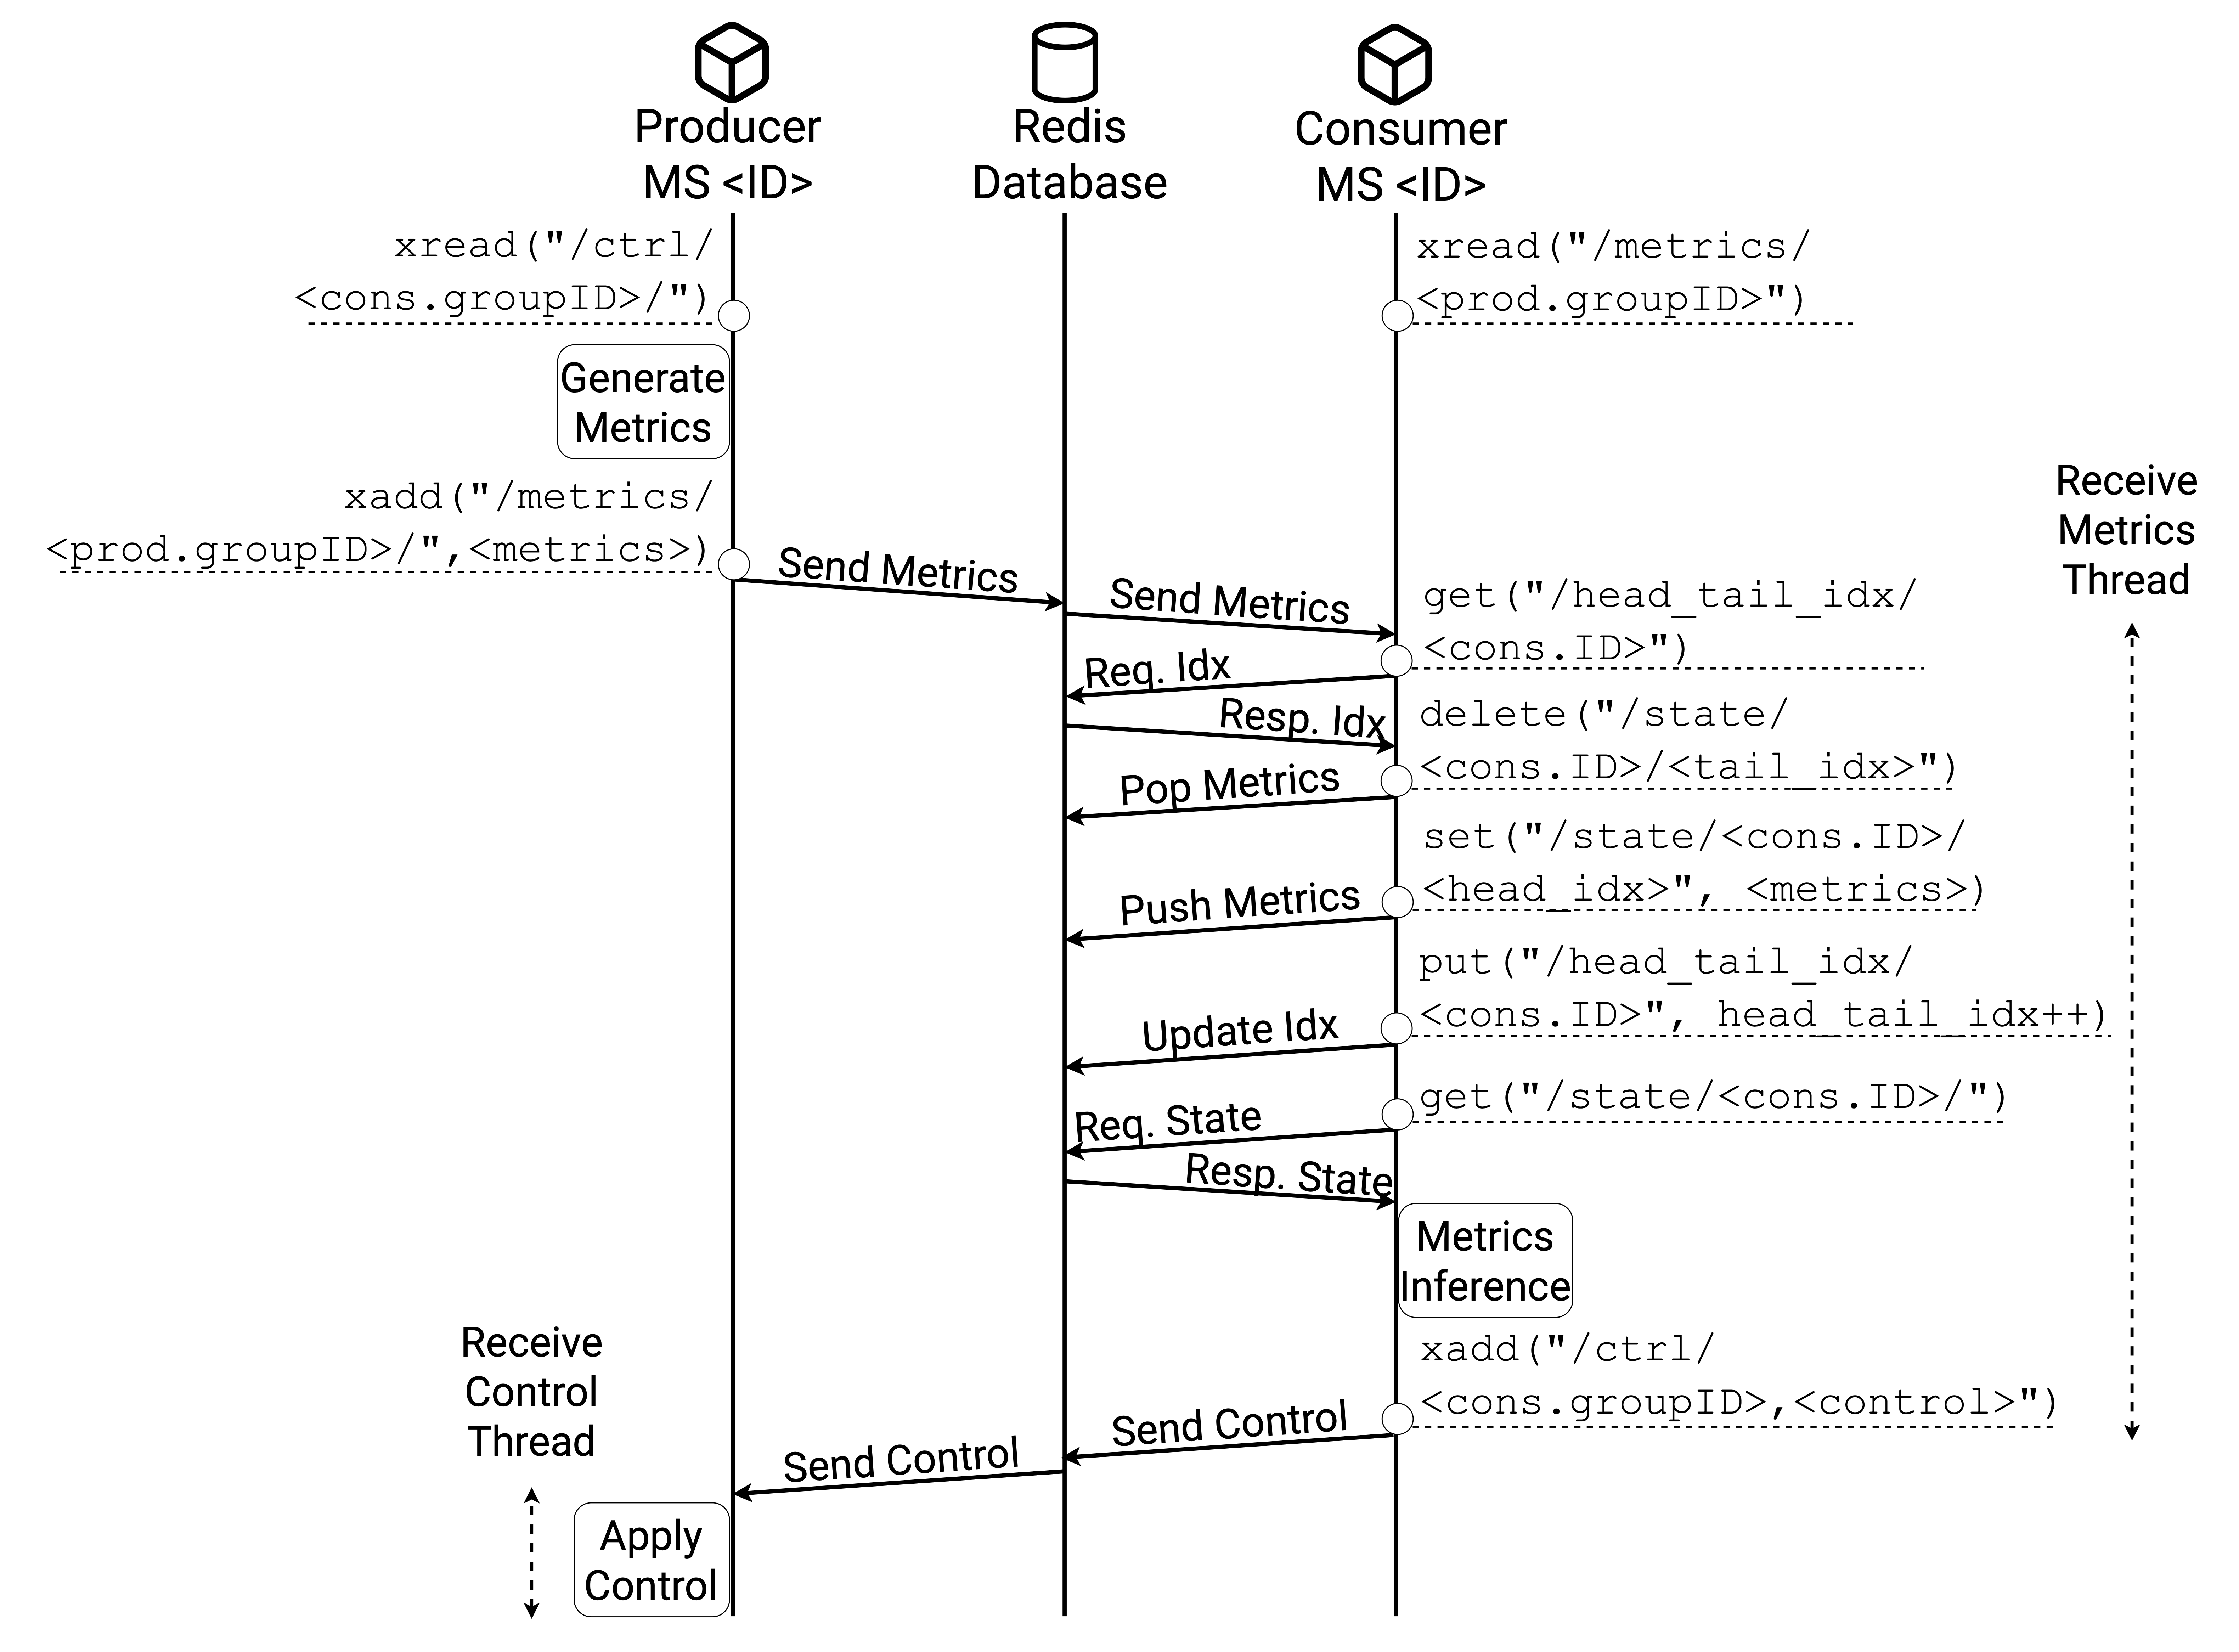 Producer
MS <ID>
Redis
Database
Consumer
MS <ID>
xread("/ctrl/
<cons.groupID>/")
xread("/metrics/
<prod.groupID>")
Generate
Metrics
xadd("/metrics/
<prod.groupID>/",<metrics>)
Send Metrics
Send Metrics
get("/head_tail_idx/
<cons.ID>")
Receive
Metrics
Thread
Req. Idx
Resp. Idx
delete("/state/
<cons.ID>/<tail_idx>")
Pop Metrics
set("/state/<cons.ID>/
<head_idx>", <metrics>)
Push Metrics
put("/head_tail_idx/
<cons.ID>", head_tail_idx++)
Update Idx
get("/state/<cons.ID>/")
Req. State
Resp. State
Metrics
Inference
xadd("/ctrl/
<cons.groupID>,<control>")
Send Control
Send Control
Receive
Control
Thread
Apply
Control